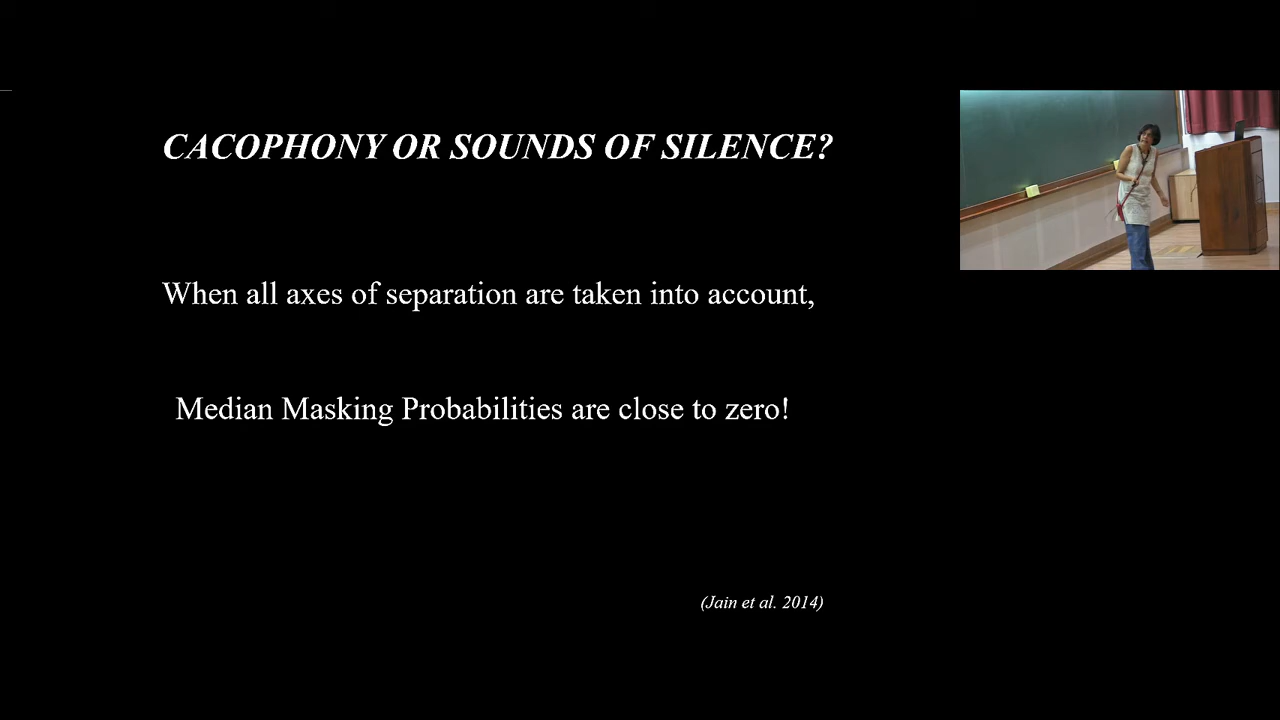 CACOPHONY OR SOUNDS OF SILENCE?
When all axes of separation are taken into account,
Median Masking Probabilities are close to zero!
(Jain et al. 2014)